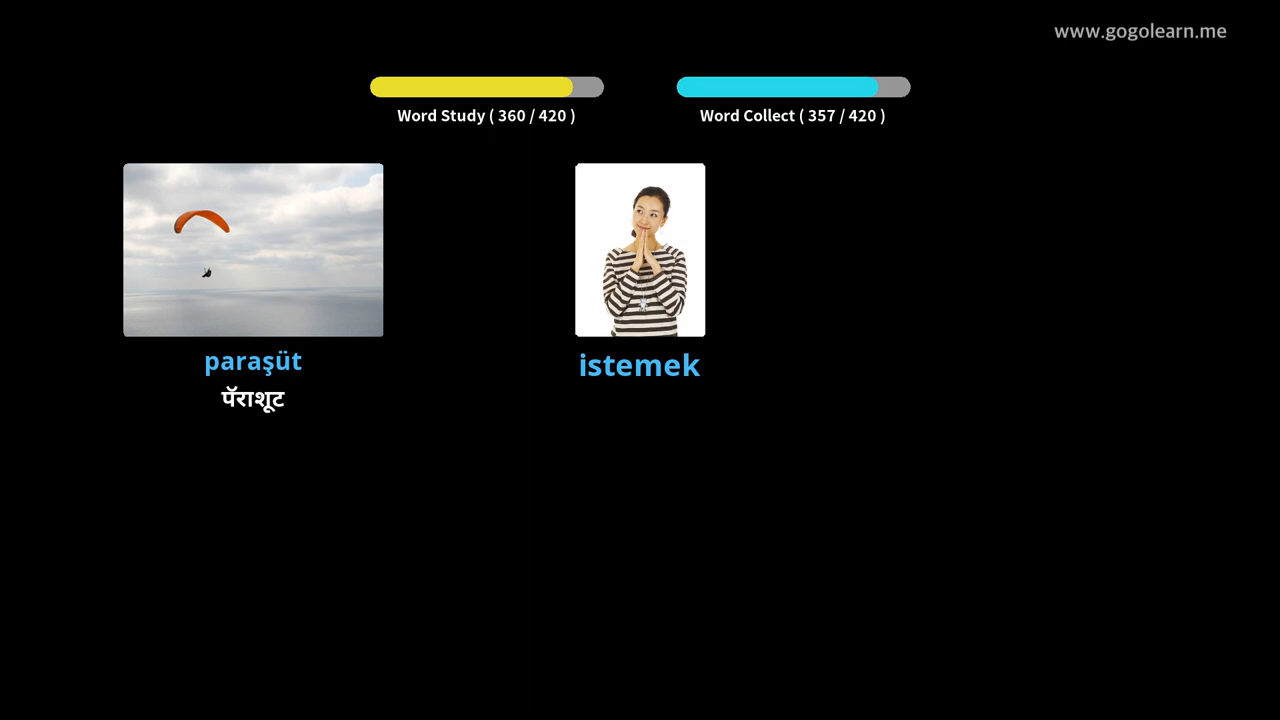 www.gogolearn.me
Word Study ( 360 / 420 )
Word Collect ( 357 / 420 )
paraşüt
पॅराशूट
istemek